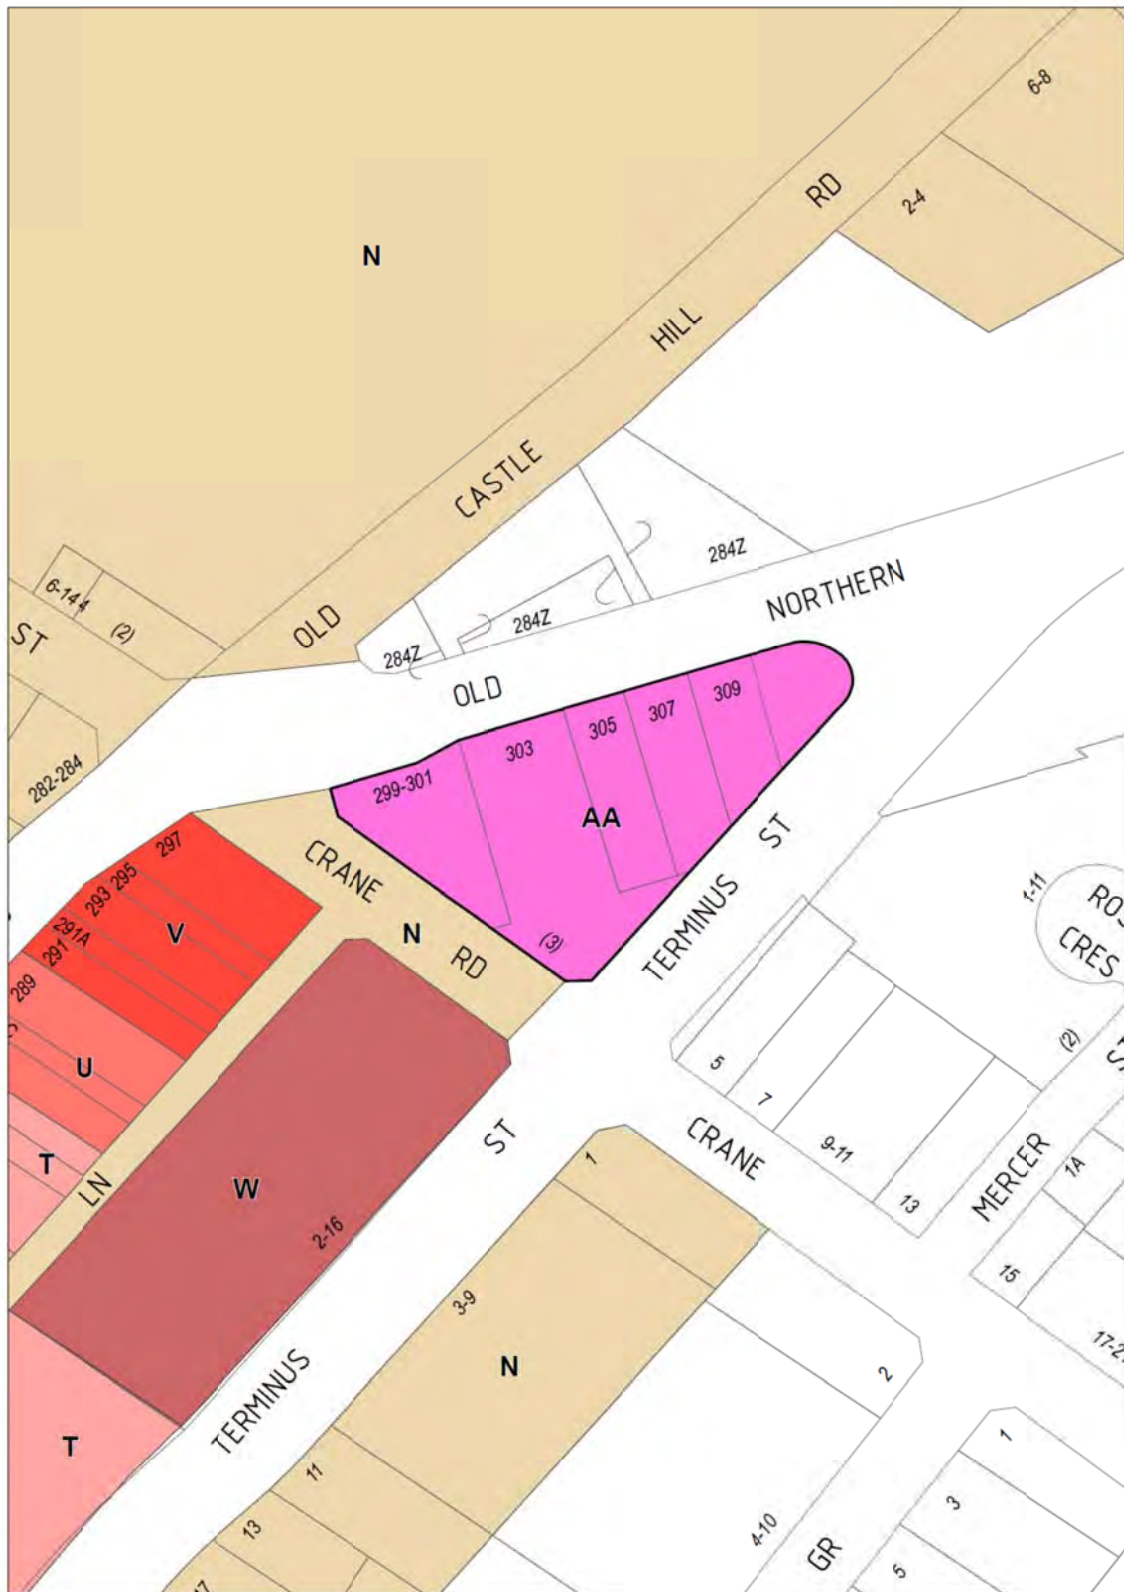 6-8
RD
2-4
N
HILL
CASTLE
284Z
NORTHERN
6-14
4
(2)
ST
OLD
284Z
284Z
OLD
309
307
305
303
282-284
299-301
AA
ST
297
295
293
291A
291
V
CRANE
N
RD
(3)
TERMINUS
1-11
CRES
289
U
5
7
9-11
13
(2)
MERCER
1A
15
CRANE
ST
1
T
LN
W
2-16
3-9
N
2
TERMINUS
T
11
13
1
3
5
4-10
GR